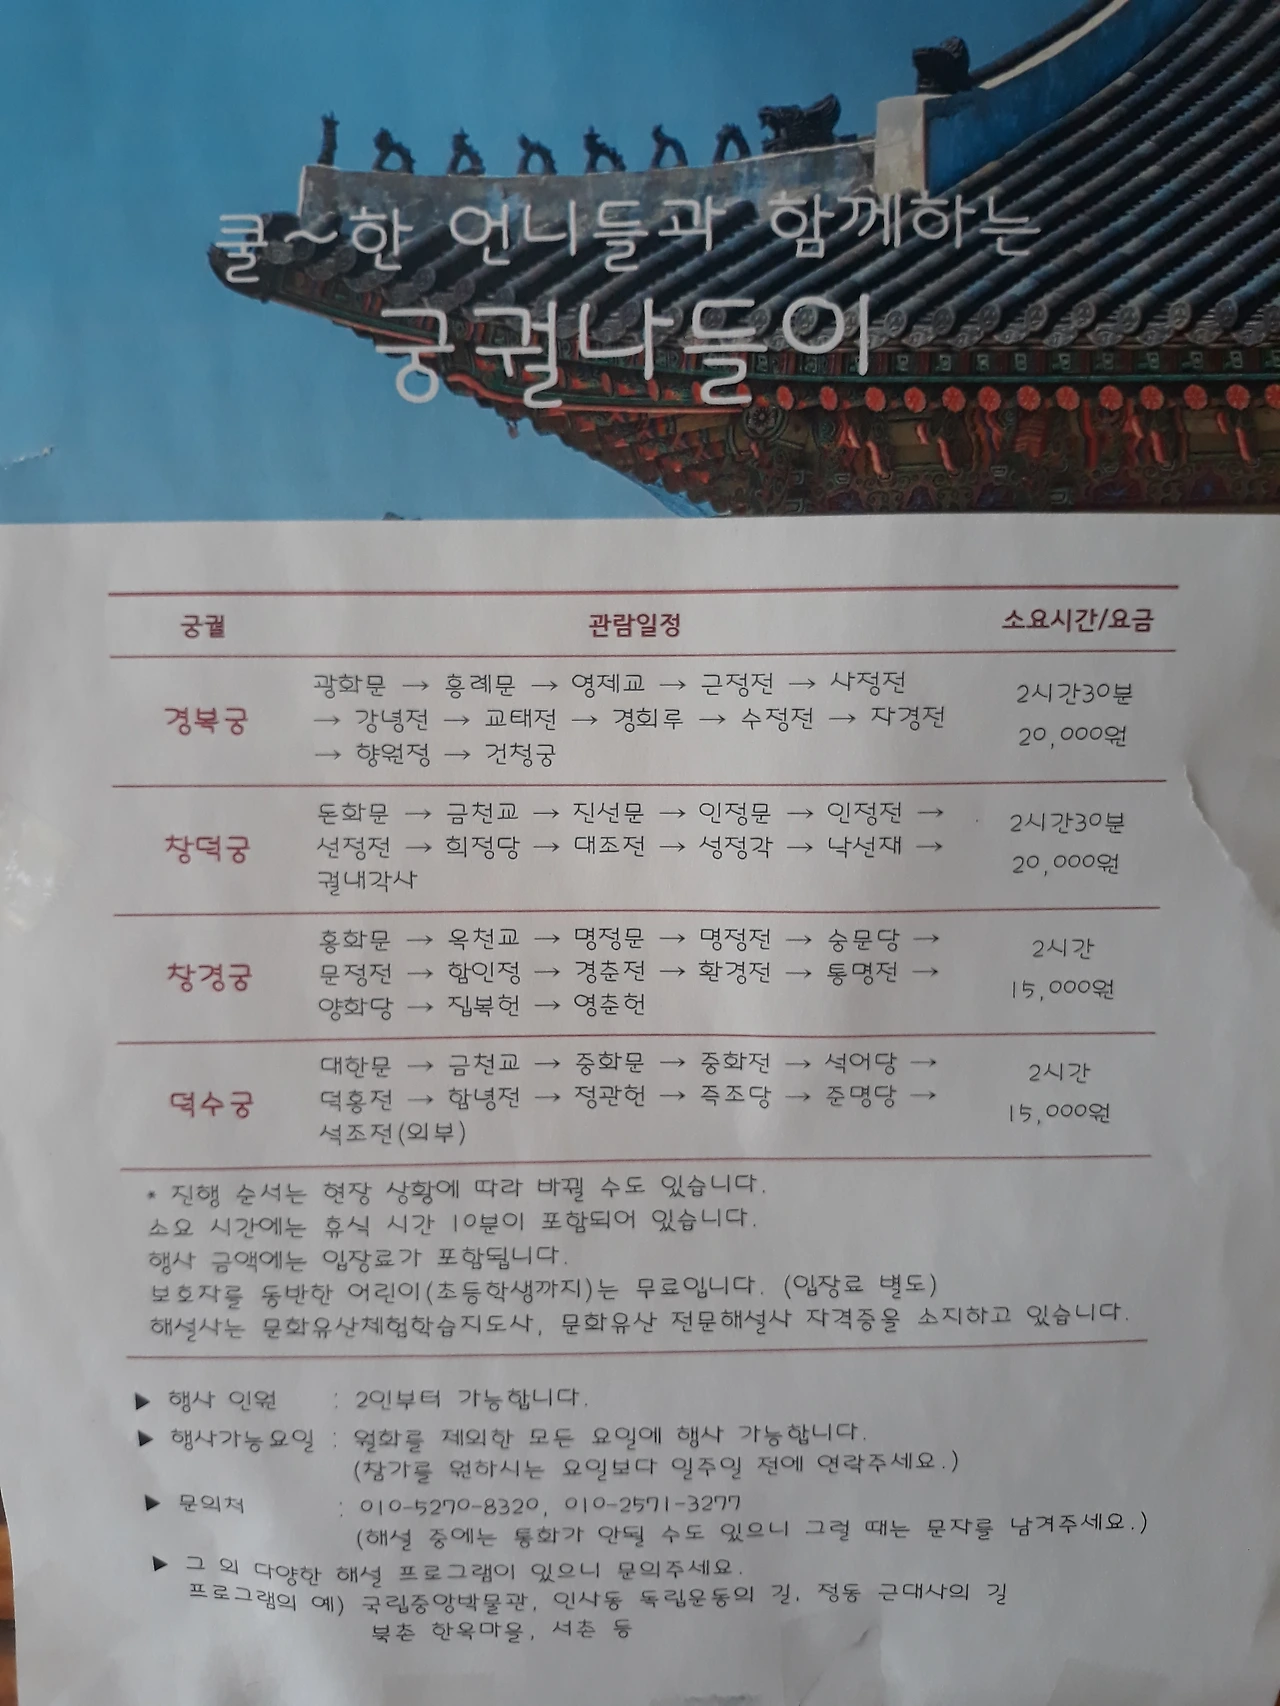 쿨~한 언니들과 함께하는
궁궐나들이
궁궐 관람일정 소요시간/요금
경복궁
광화문 → 흥례문 → 영제교 → 근정전 → 사정전
→ 강녕전 → 교태전 → 경회루 → 수정전 → 자경전
→ 향원정 → 건청궁
2시간30분
20,000원
창덕궁
돈화문 → 금천교 → 진선문 → 인정문 → 인정전 →
선정전 → 희정당 → 대조전 → 성정각 → 낙선재 →
궐내각사
2시간30분
20,000원
창경궁
홍화문 → 옥천교 → 명정문 → 명정전 → 숭문당 →
문정전 → 함인정 → 경춘전 → 환경전 → 통명전 →
양화당 → 집복헌 → 영춘헌
2시간
15,000원
덕수궁
대한문 → 금천교 → 중화문 → 중화전 → 석어당 →
덕홍전 → 함녕전 → 정관헌 → 즉조당 → 준명당 →
석조전(외부)
2시간
15,000원
* 진행 순서는 현장 상황에 따라 바뀔 수도 있습니다.
소요 시간에는 휴식 시간 10분이 포함되어 있습니다.
행사 금액에는 입장료가 포함됩니다.
보호자를 동반한 어린이(초등학생까지)는 무료입니다. (입장료 별도)
해설사는 문화유산체험학습지도사, 문화유산 전문해설사 자격증을 소지하고 있습니다.
▶ 행사 인원 : 2인부터 가능합니다.
▶ 행사가능요일 : 월화를 제외한 모든 요일에 행사 가능합니다.
(참가를 원하시는 요일보다 일주일 전에 연락주세요.)
▶ 문의처 : 010-5270-8320, 010-2571-3277
(해설 중에는 통화가 안될 수도 있으니 그럴 때는 문자를 남겨주세요.)
▶ 그 외 다양한 해설 프로그램이 있으니 문의주세요.
프로그램의 예) 국립중앙박물관, 인사동 독립운동의 길, 정동 근대사의 길
북촌 한옥마을, 서촌 등